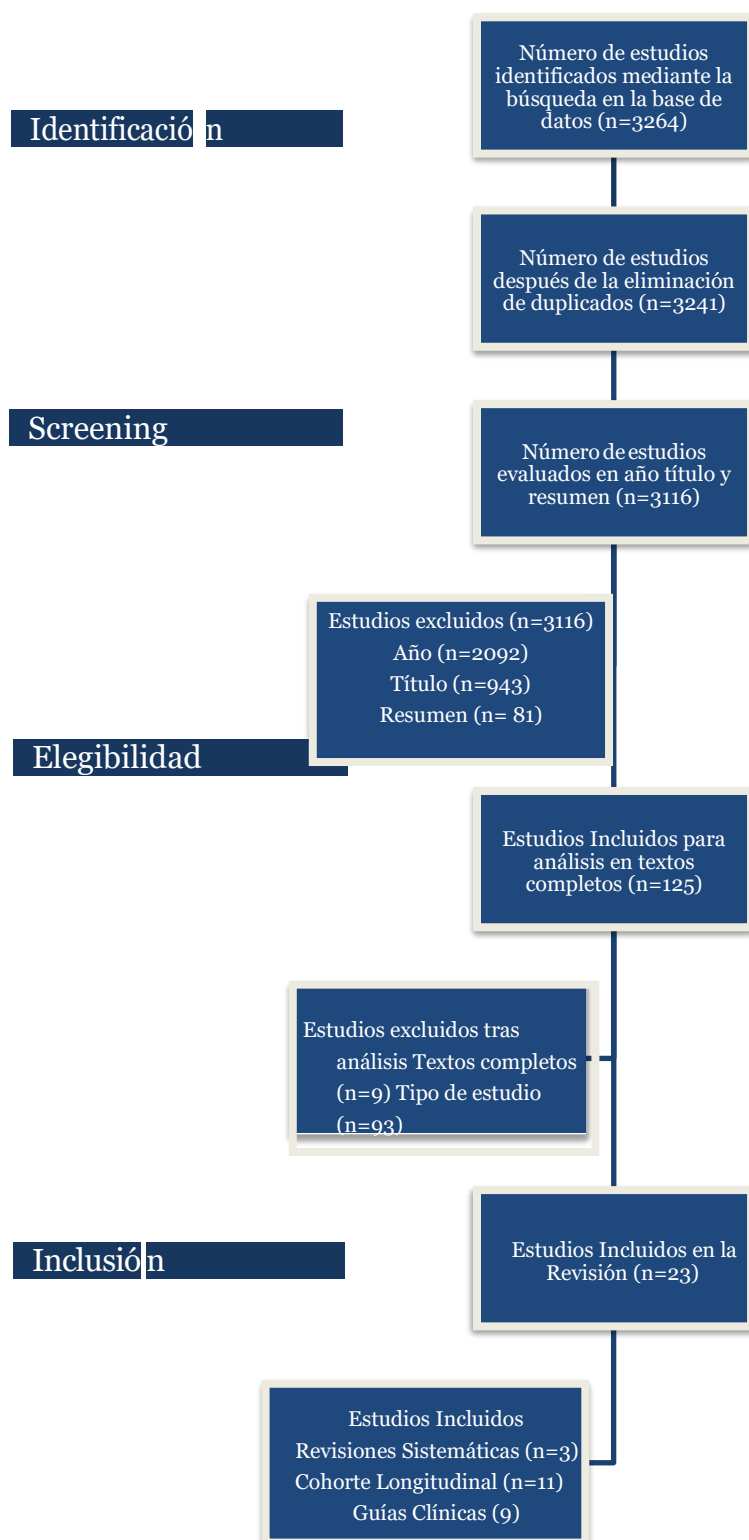 Número de estudios
identificados mediante la
búsqueda en la base de
datos (n=3264)
Identificación
Número de estudios
después de la eliminación
de duplicados (n=3241)
Screening
Número de estudios
evaluados en año título y
resumen (n=3116)
Estudios excluidos (n=3116)
Año (n=2092)
Título (n=943)
Resumen (n= 81)
Elegibilidad
Estudios Incluidos para
análisis en textos
completos (n=125)
Estudios excluidos tras
análisis Textos completos
(n=9) Tipo de estudio
(n=93)
Inclusión
Estudios Incluidos en la
Revisión (n=23)
Estudios Incluidos
Revisiones Sistemáticas (n=3)
Cohorte Longitudinal (n=11)
Guías Clínicas (9)